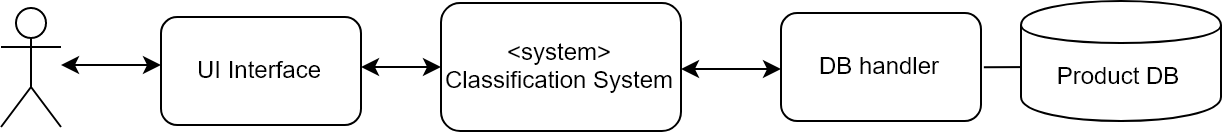 UI Interface
<system>
Classification System
DB handler
Product DB